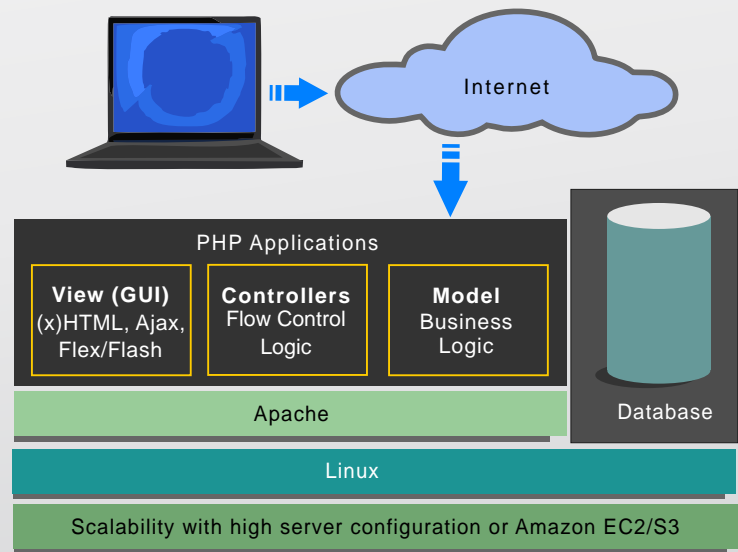 Internet
PHP Applications
View (GUI)
(x)HTML, Ajax,
Flex/Flash
Controllers
Flow Control
Logic
Model
Business
Logic
Database
Apache
Linux
Scalability with high server configuration or Amazon EC2/S3